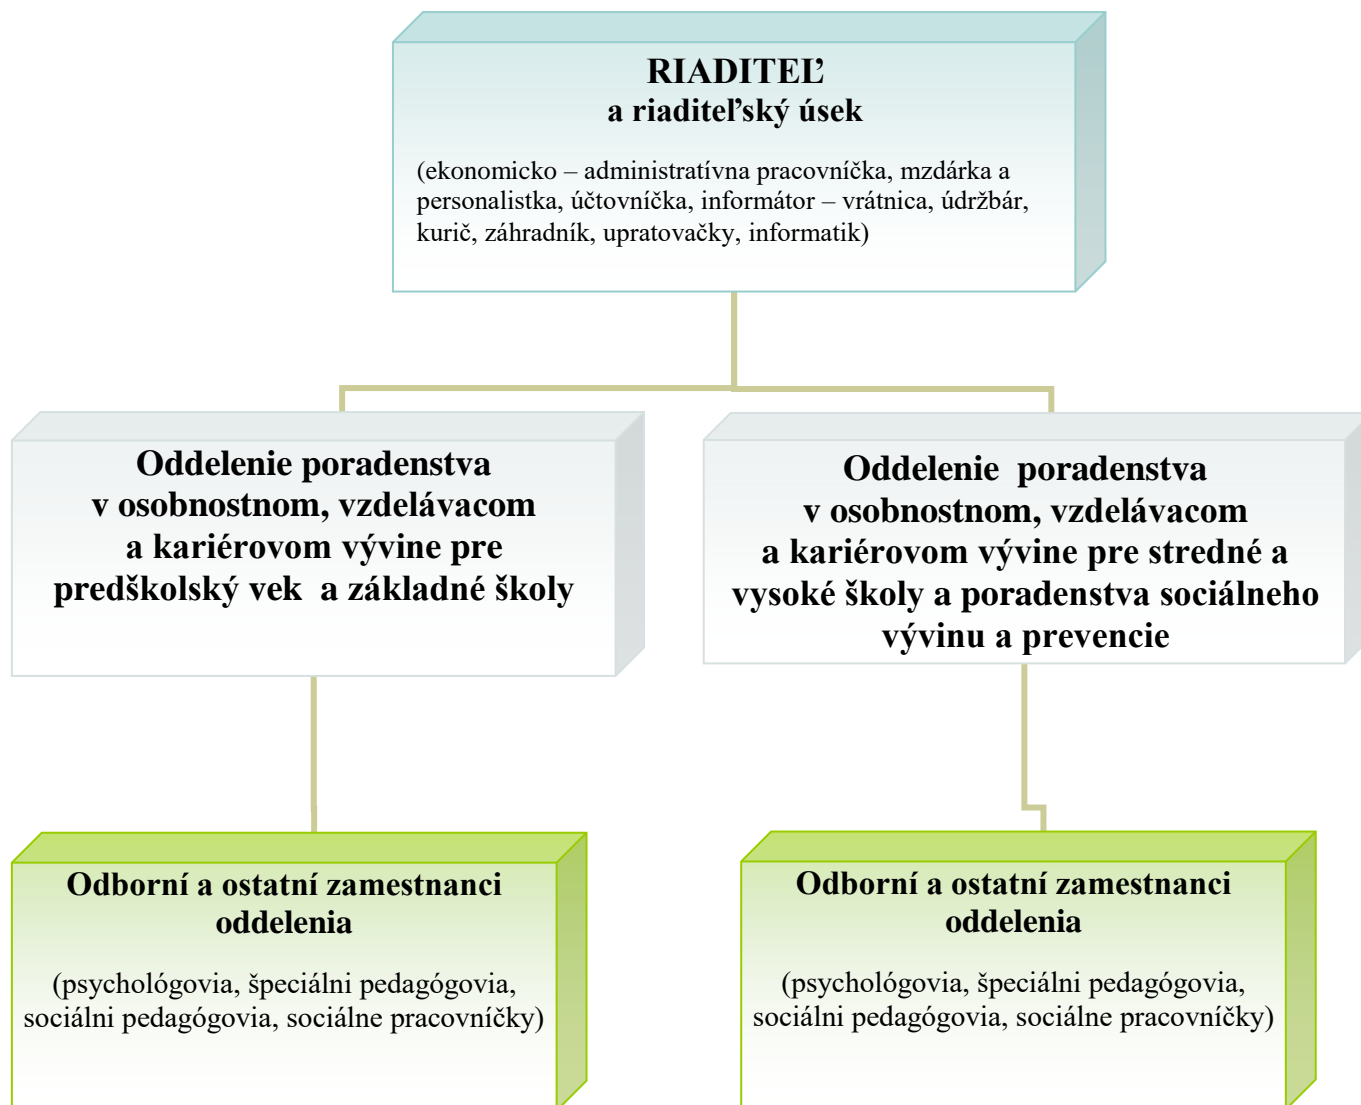 RIADITEĽ
a riaditeľský úsek
(ekonomicko – administratívna pracovníčka, mzdárka a
personalistka, účtovníčka, informátor – vrátnica, údržbár,
kurič, záhradník, upratovačky, informatik)
Oddelenie poradenstva
v osobnostnom, vzdelávacom
a kariérovom vývine pre
predškolský vek a základné školy
Oddelenie poradenstva
v osobnostnom, vzdelávacom
a kariérovom vývine pre stredné a
vysoké školy a poradenstva sociálneho
vývinu a prevencie
Odborní a ostatní zamestnanci
oddelenia
(psychológovia, špeciálni pedagógovia,
sociálni pedagógovia, sociálne pracovníčky)
Odborní a ostatní zamestnanci
oddelenia
(psychológovia, špeciálni pedagógovia,
sociálni pedagógovia, sociálne pracovníčky)